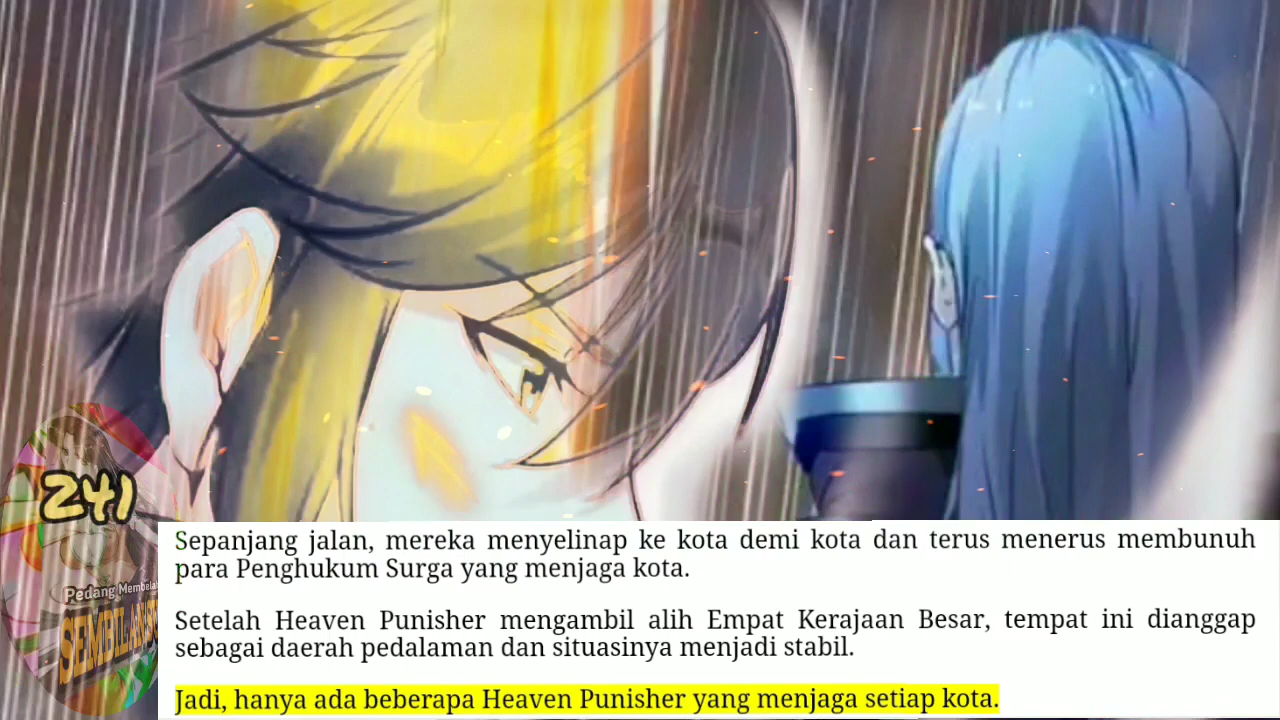 241
Pedang Membelah
SEMBILAN SU
Sepanjang jalan, mereka menyelinap ke kota demi kota dan terus menerus membunuh
para Penghukum Surga yang menjaga kota.
Setelah Heaven Punisher mengambil alih Empat Kerajaan Besar, tempat ini dianggap
sebagai daerah pedalaman dan situasinya menjadi stabil.
Jadi, hanya ada beberapa Heaven Punisher yang menjaga setiap kota.